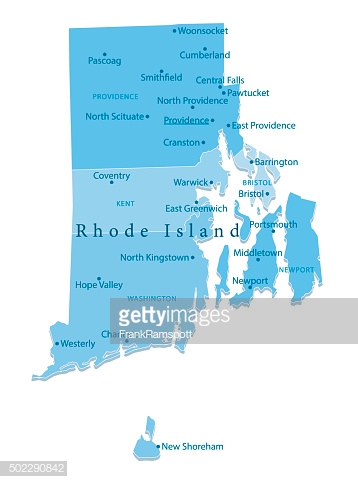 Woonsocket
Cumberland
Pascoag
Smithfield
Central Falls
Pawtucket
PROVIDENCE
North Providence
North Scituate
Providence
East Providence
Cranston
Barrington
Coventry
Warwick
BRISTOL
Bristol
KENT
East Greenwich
Rhode Island
Portsmouth
Middletown
North Kingstown
NEWPORT
Hope Valley
Newport
WASHINGTON
gettyimages
FrankRamspott
Westerly
New Shoreham
502290842